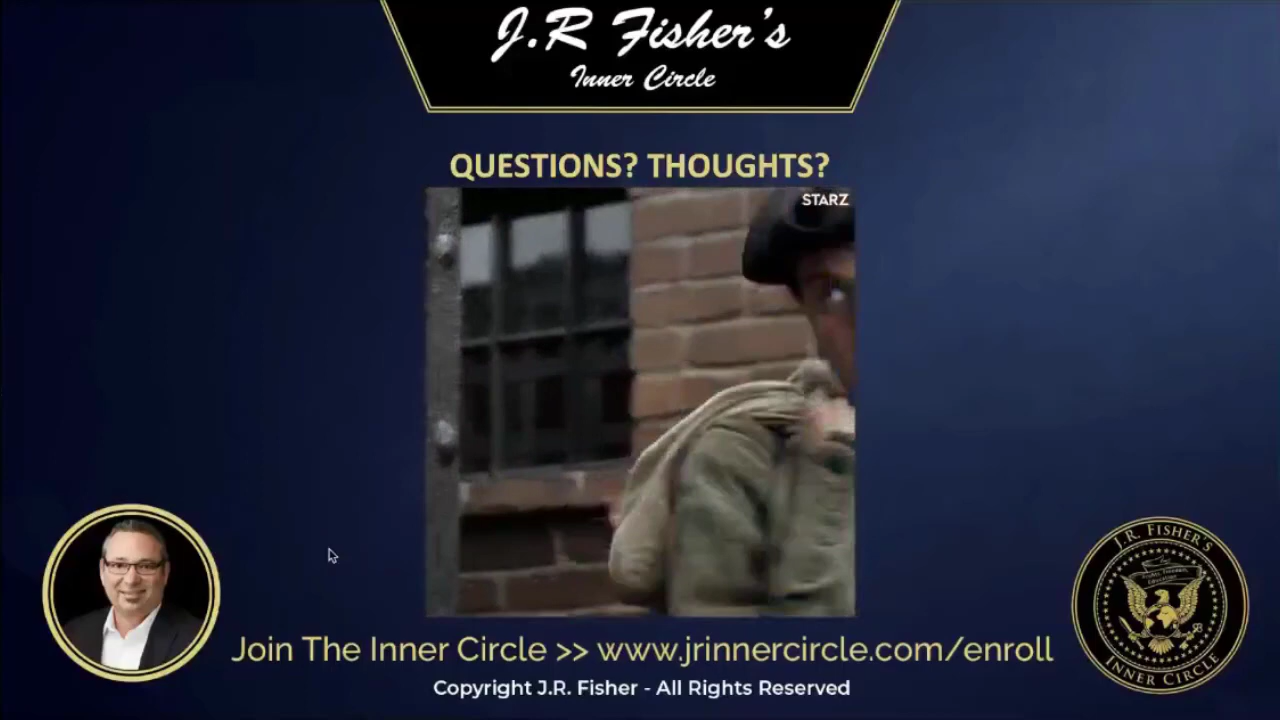 J.R Fisher's
Inner Circle
QUESTIONS? THOUGHTS?
STARZ
J.R. FISHER'S
INNER CIRCLE
Join The Inner Circle >> www.jrinnercircle.com/enroll
Copyright J.R. Fisher - All Rights Reserved